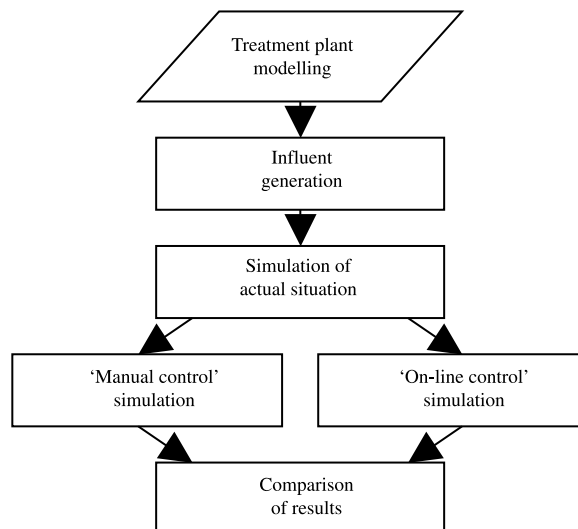 Treatment plant
modelling
Influent
generation
Simulation of
actual situation
‘Manual control’
simulation
‘On-line control’
simulation
Comparison
of results